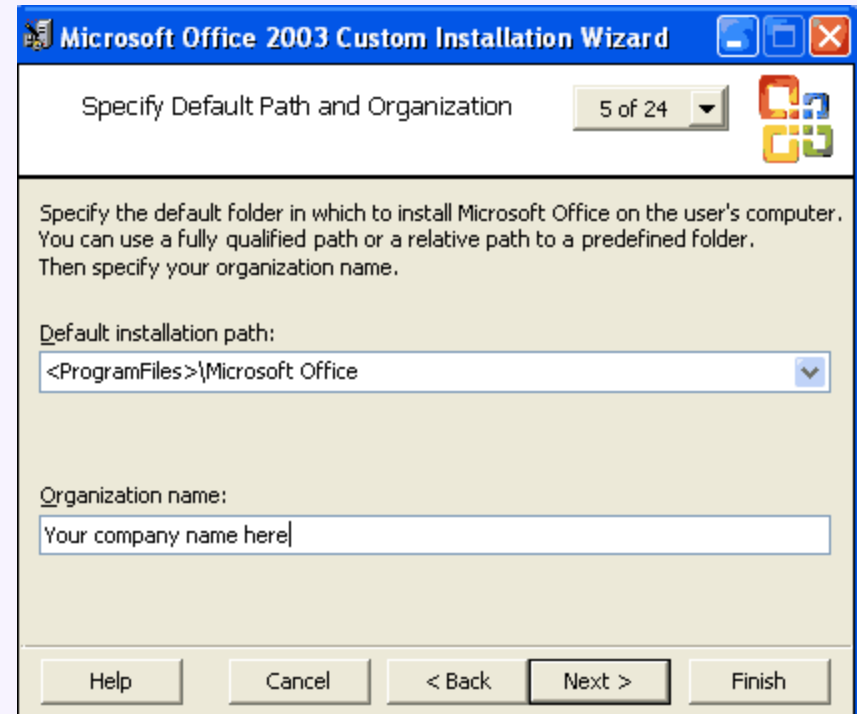 Microsoft Office 2003 Custom Installation Wizard
Specify Default Path and Organization
5 of 24
Specify the default folder in which to install Microsoft Office on the user's computer.
You can use a fully qualified path or a relative path to a predefined folder.
Then specify your organization name.
Default installation path:
<ProgramFiles>\Microsoft Office
Organization name:
Your company name here
Help Cancel < Back Next > Finish